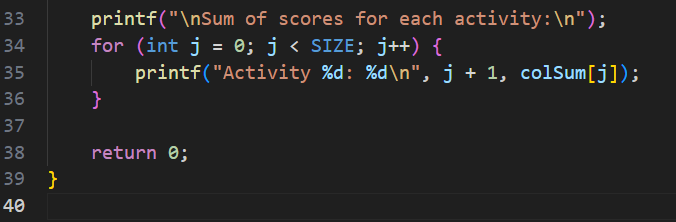 33 printf("\nSum of scores for each activity:\n");
34 for (int j = 0; j < SIZE; j++) {
35 printf("Activity %d: %d\n", j + 1, colSum[j]);
36 }
37
38 return 0;
39 }
40